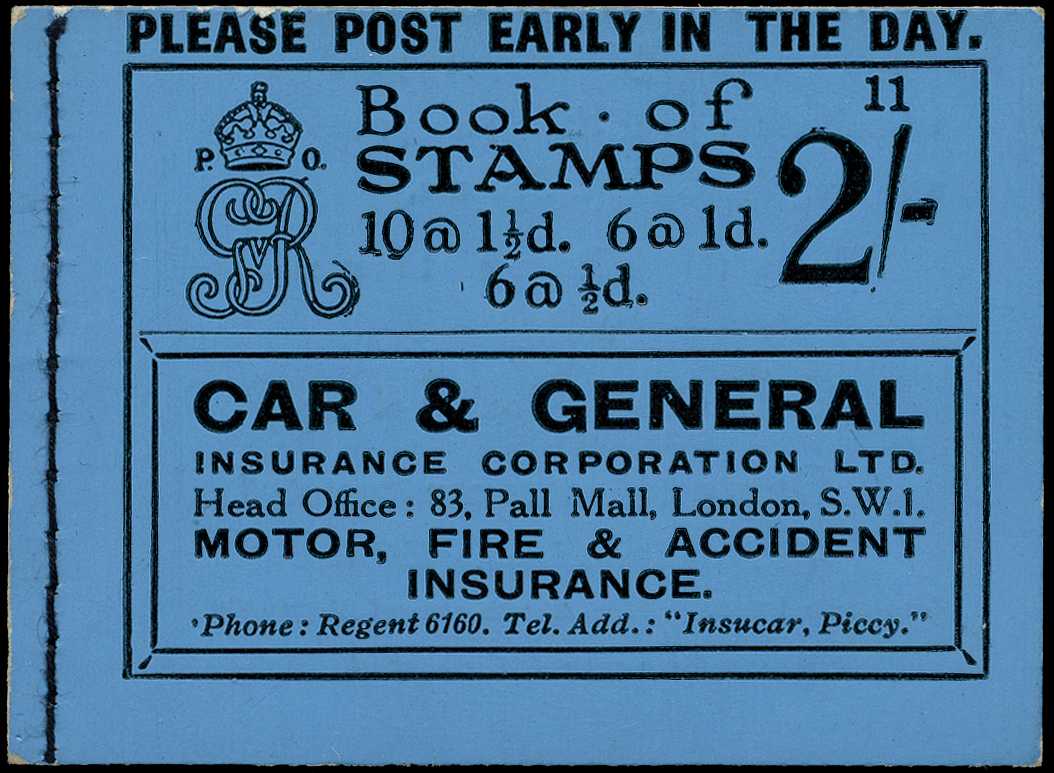 PLEASE POST EARLY IN THE DAY.
11
Book · of
P. O.
STAMPS
2/-
GvR
10 @ 1½d. 6 @ 1d.
6 @ ½d.
CAR & GENERAL
INSURANCE CORPORATION LTD.
Head Office: 83, Pall Mall, London, S.W.1.
MOTOR, FIRE & ACCIDENT
INSURANCE.
'Phone: Regent 6160. Tel. Add.: "Insucar, Piccy."